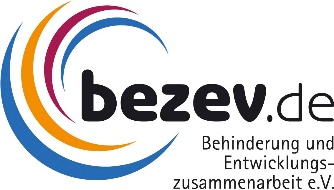 bezev.de
Behinderung und
Entwicklungs-
zusammenarbeit e.V.